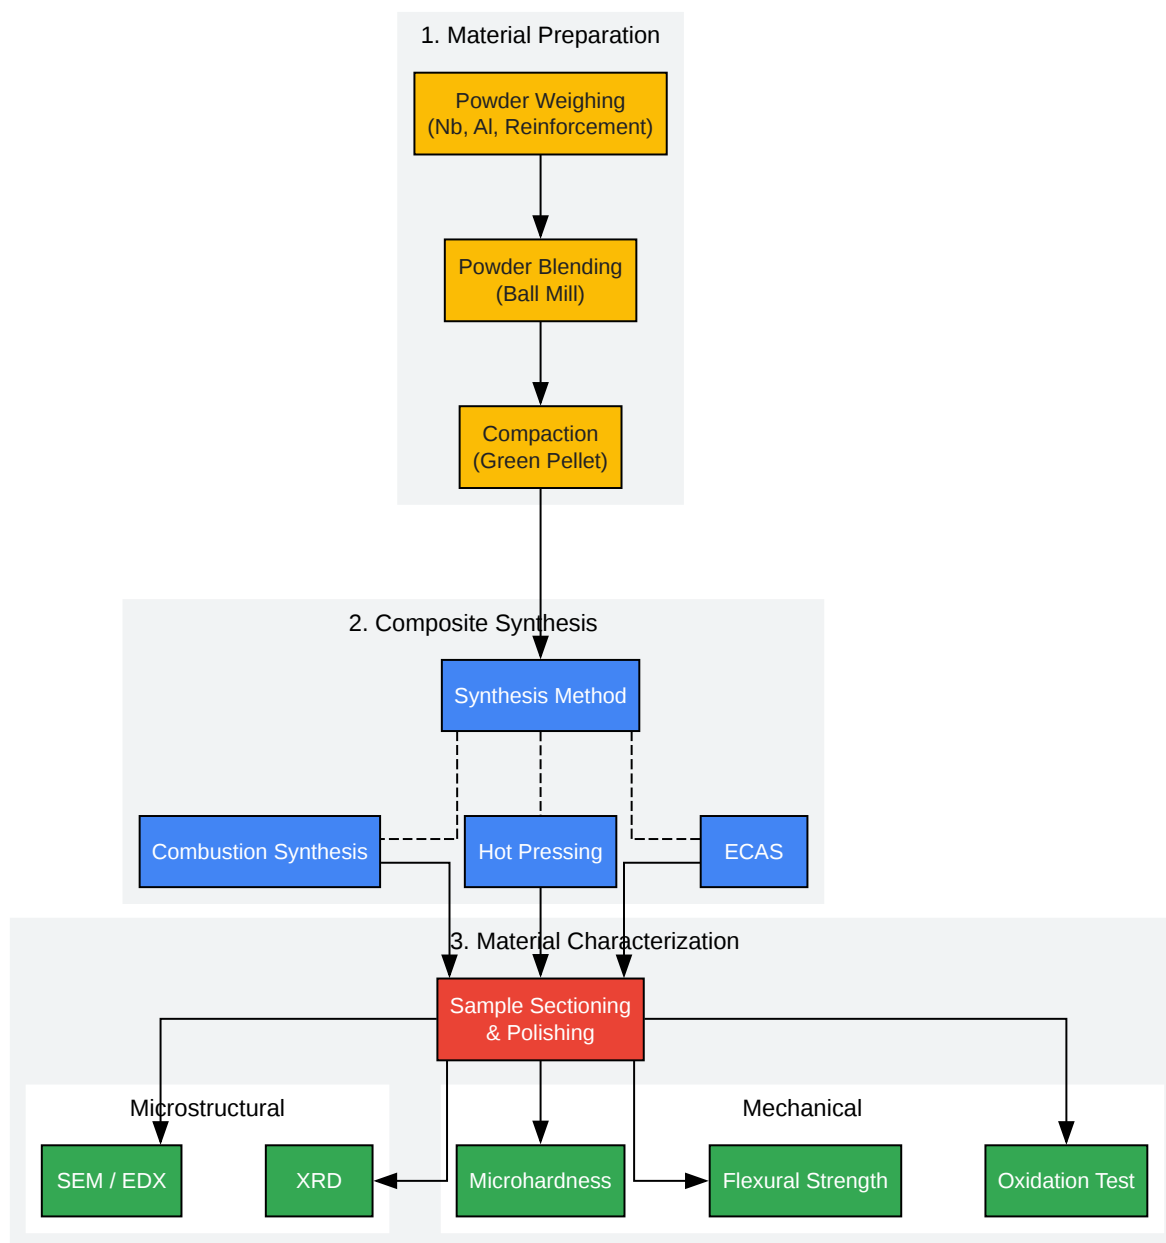 1. Material Preparation
Powder Weighing
(Nb, Al, Reinforcement)
Powder Blending
(Ball Mill)
Compaction
(Green Pellet)
2. Composite Synthesis
Synthesis Method
Combustion Synthesis
Hot Pressing
ECAS
3. Material Characterization
Sample Sectioning
& Polishing
Microstructural
Mechanical
SEM / EDX
XRD
Microhardness
Flexural Strength
Oxidation Test